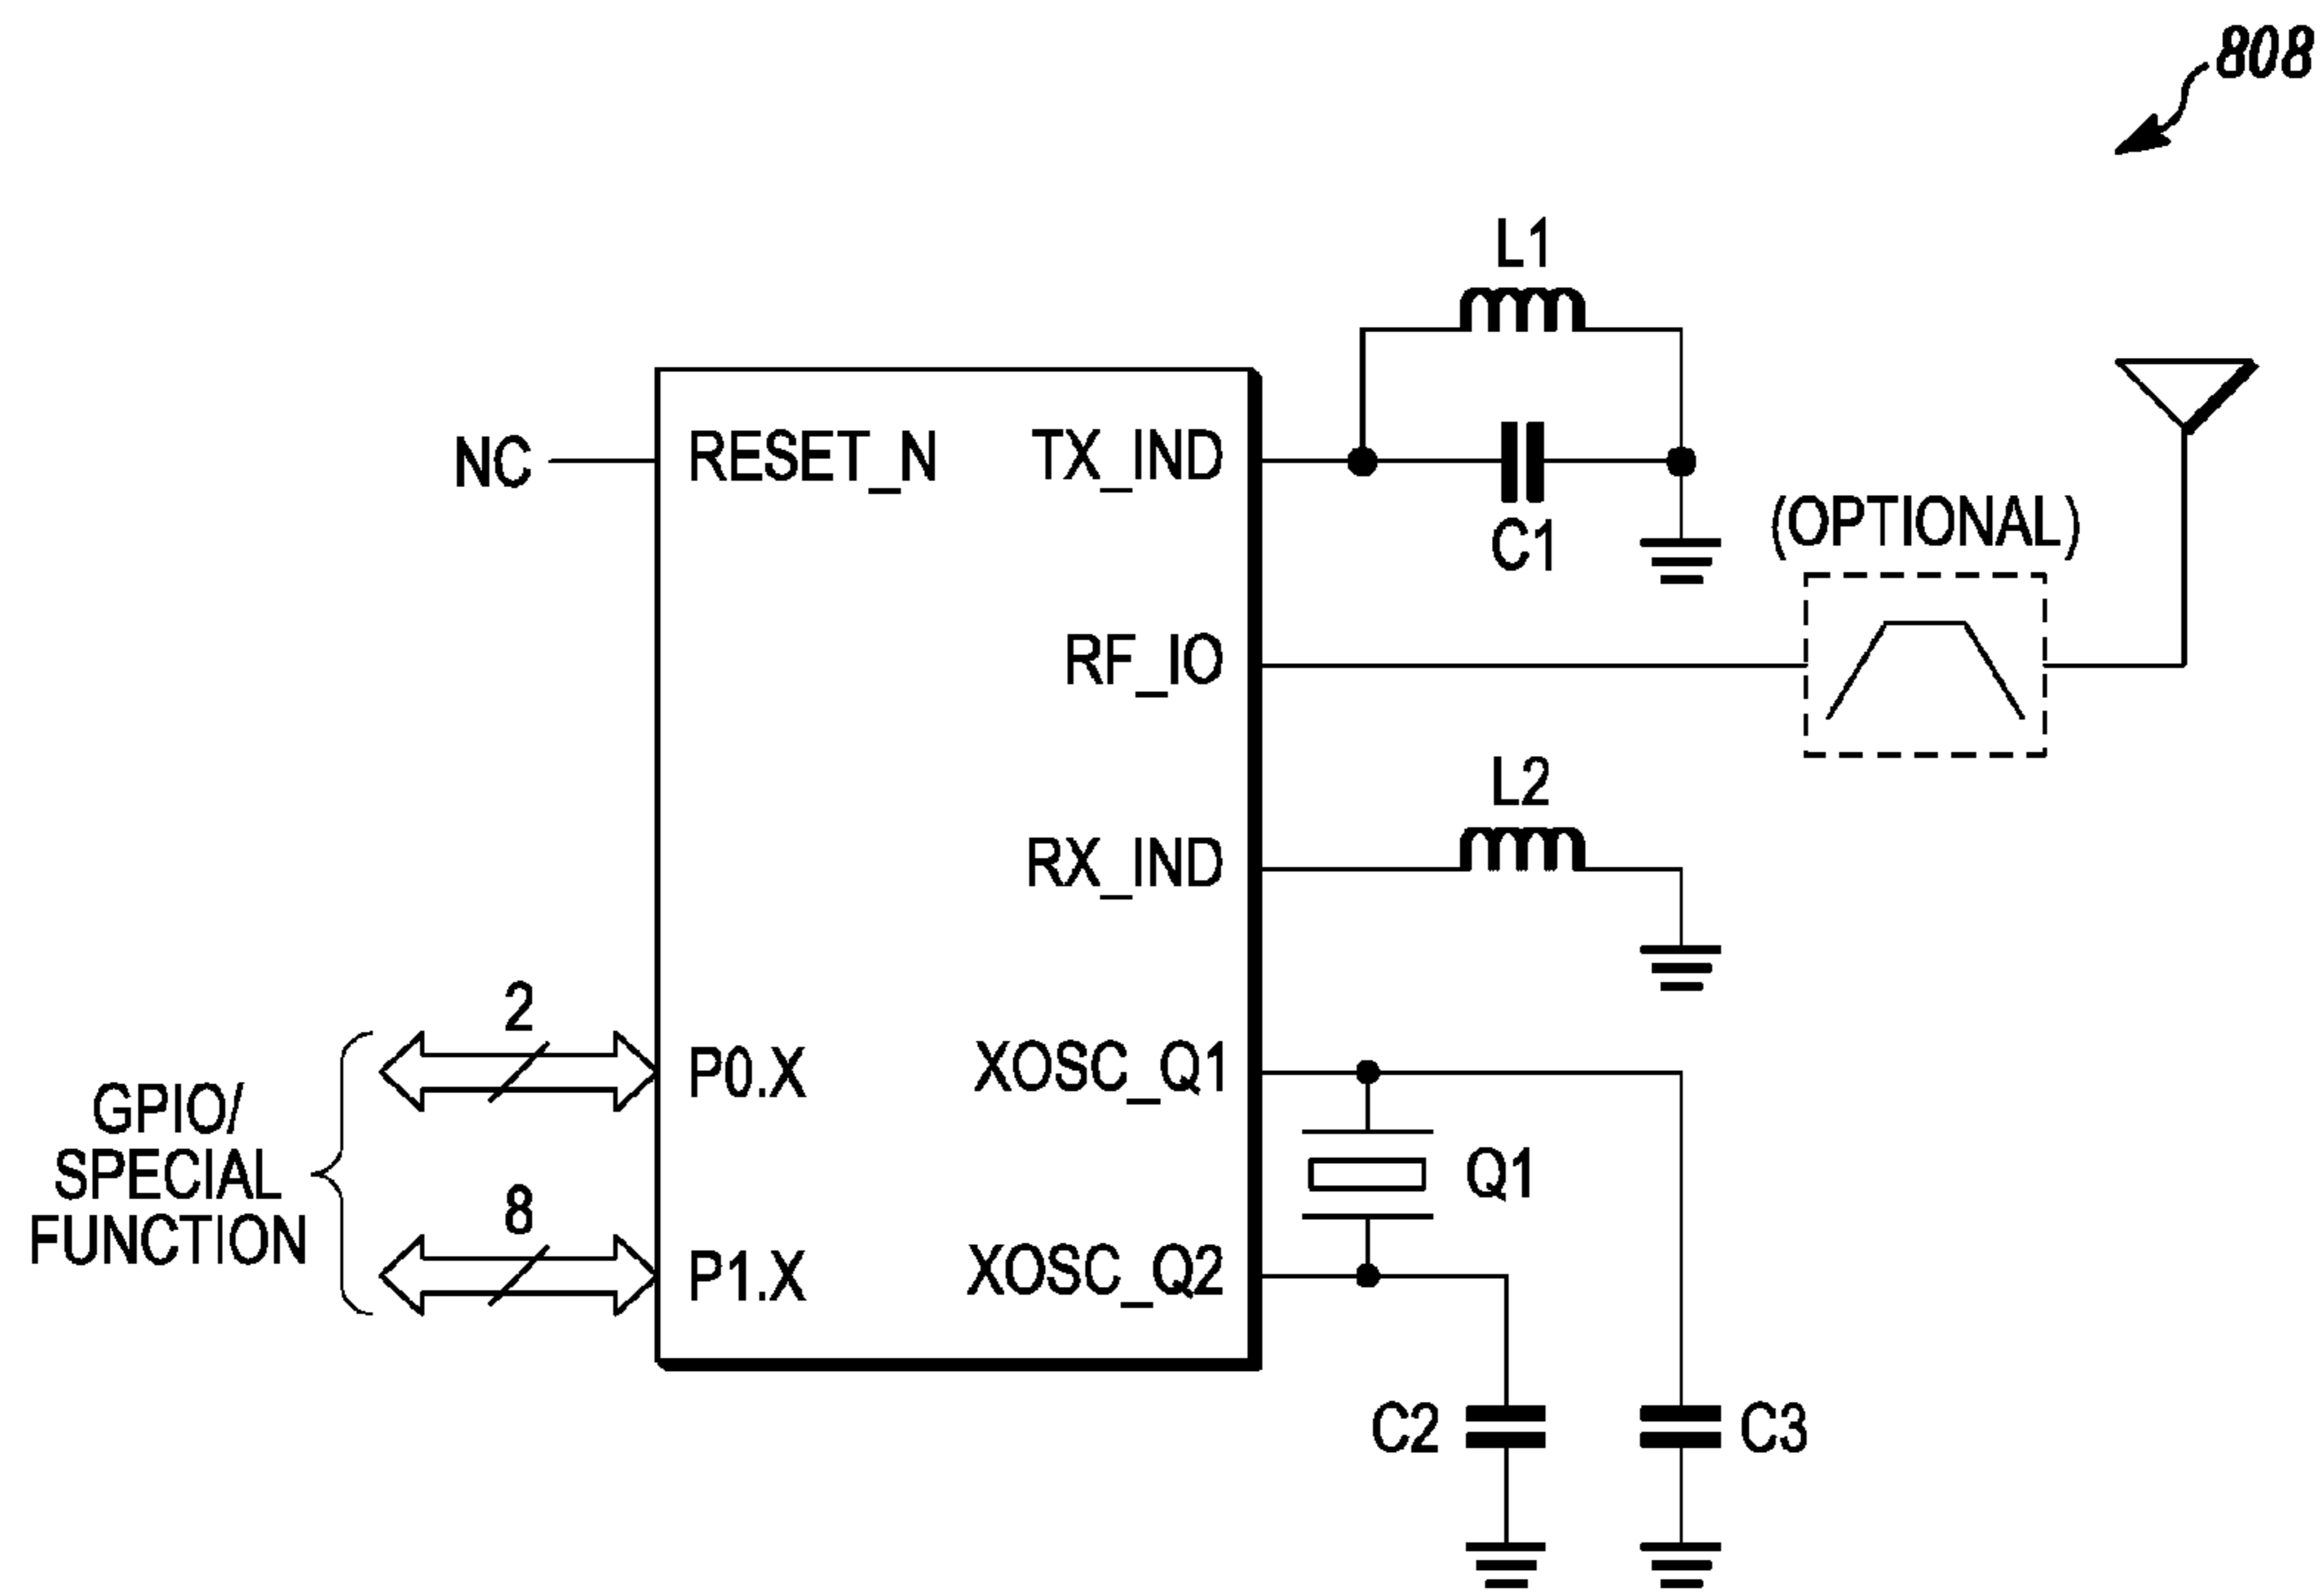 808
L1
NC
RESET_N
TX_IND
C1
(OPTIONAL)
RF_IO
L2
RX_IND
2
P0.X
XOSC_Q1
GPIO/
SPECIAL
FUNCTION
Q1
8
P1.X
XOSC_Q2
C2
C3